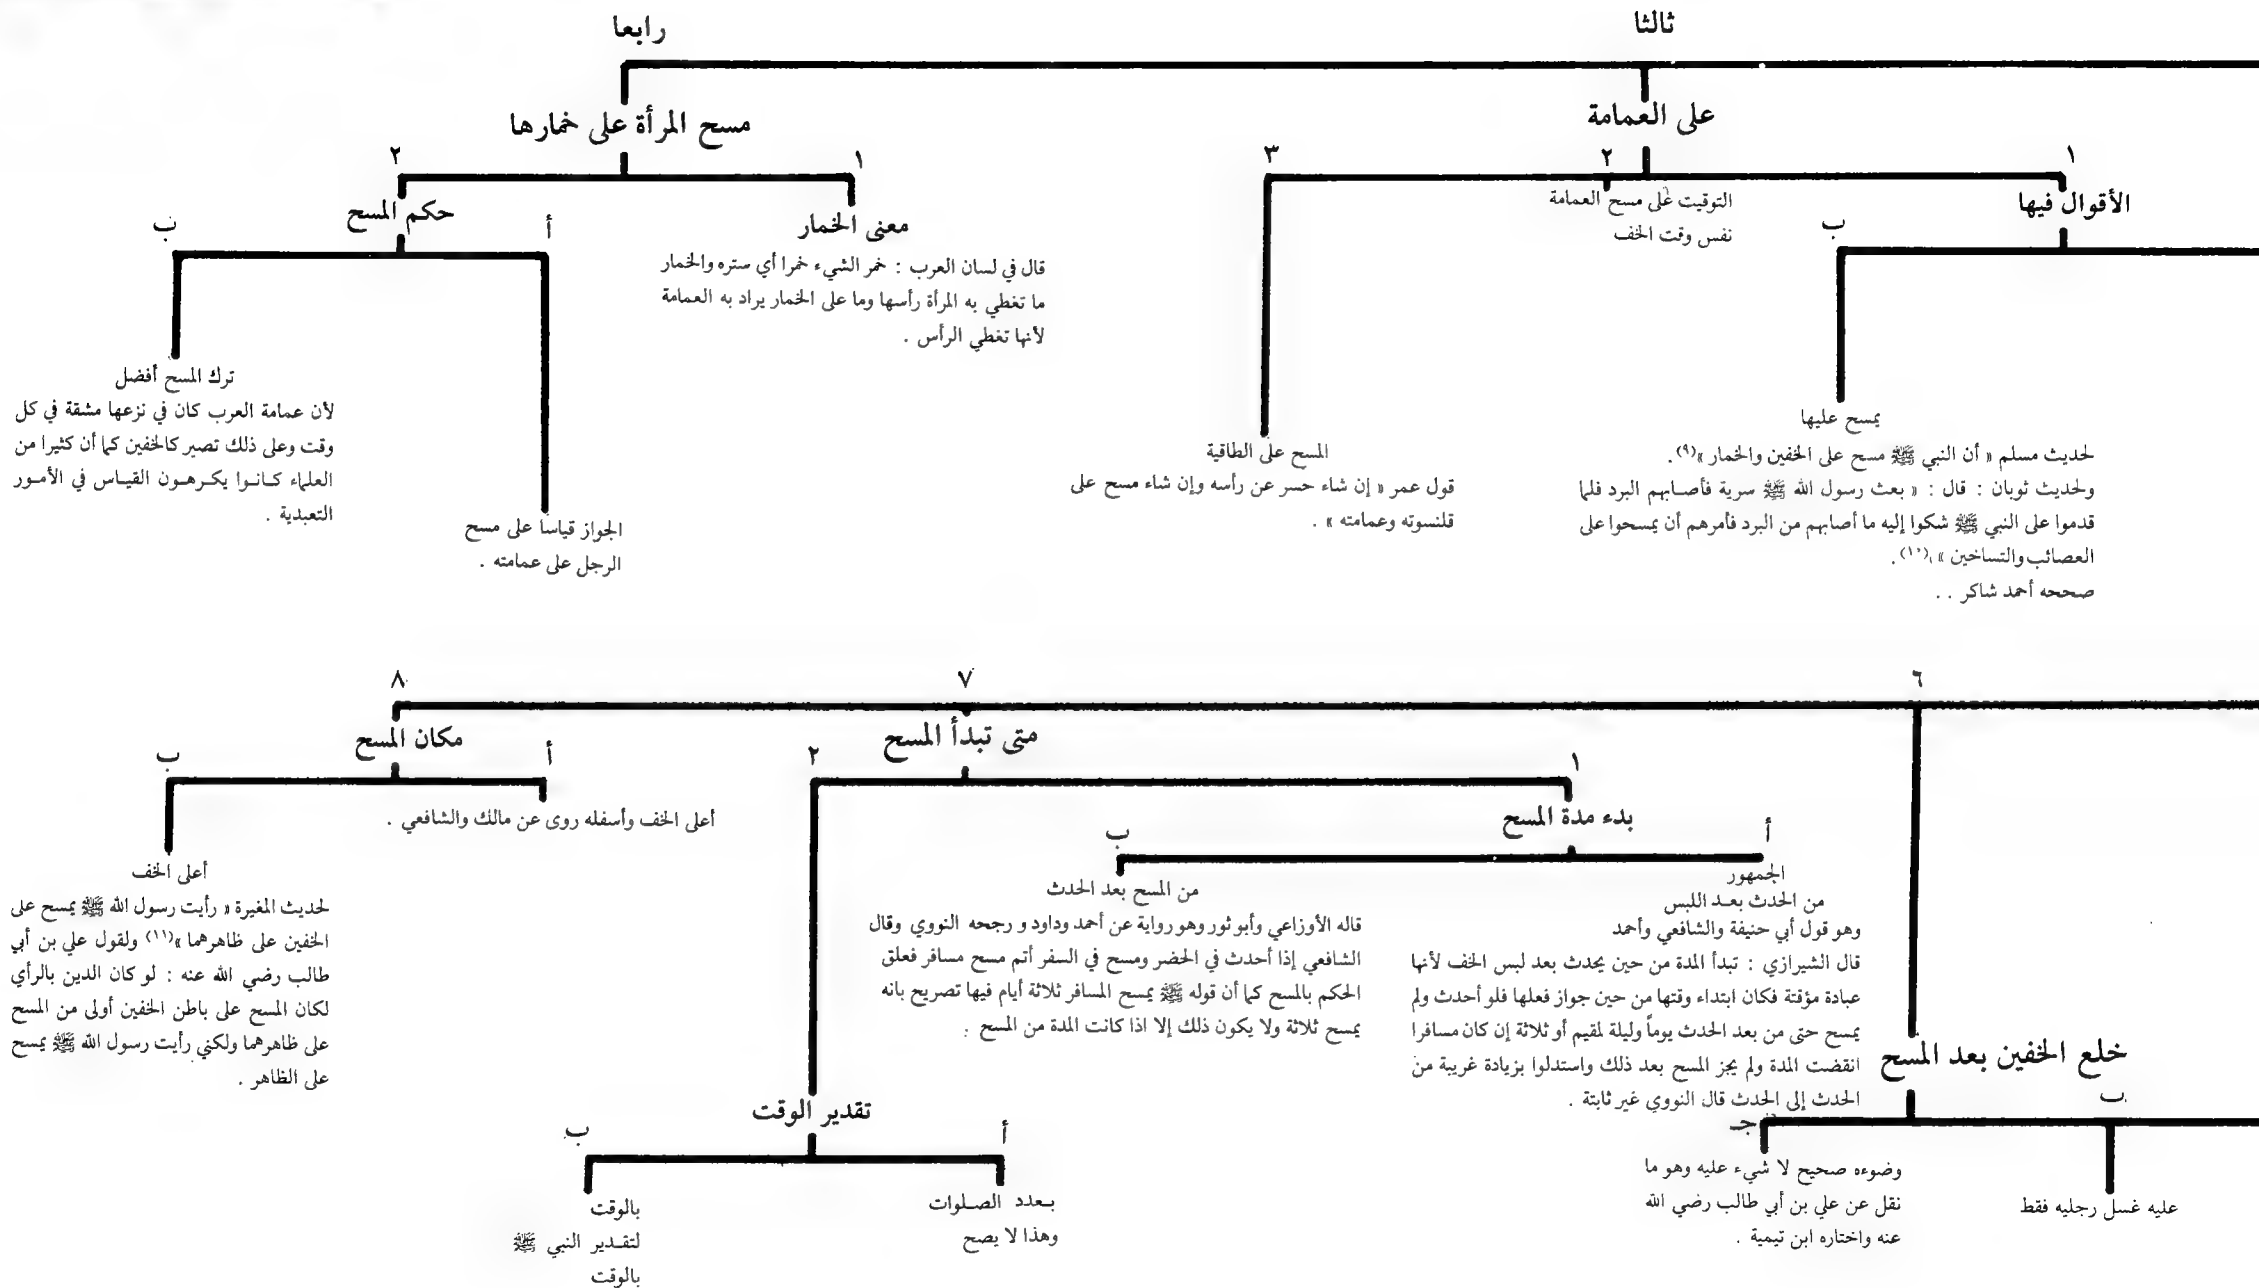 ثالثا
رابعا
على العمامة
١
٢
٣
الأقوال فيها
ب
يمسح عليها
لحديث مسلم « أن النبي ﷺ مسح على الخفين والخمار »(٩).
ولحديث ثوبان : قال : « بعث رسول الله ﷺ سرية فأصابهم البرد فلما
قدموا على النبي ﷺ شكوا إليه ما أصابهم من البرد فأمرهم أن يمسحوا على
العصائب والتساخين »(١٠).
صححه أحمد شاكر . .
التوقيت على مسح العمامة
نفس وقت الخف
المسح على الطاقية
قول عمر « إن شاء حسر عن رأسه وإن شاء مسح على
قلنسوته وعمامته » .
مسح المرأة على خمارها
١
٢
معنى الخمار
قال في لسان العرب : خمر الشيء خمرا أي ستره والخمار
ما تغطي به المرأة رأسها وما على الخمار يراد به العمامة
لأنها تغطي الرأس .
حكم المسح
أ
ب
الجواز قياساً على مسح
الرجل على عمامته .
ترك المسح أفضل
لأن عمامة العرب كان في نزعها مشقة في كل
وقت وعلى ذلك تصير كالخفين كما أن كثيرا من
العلماء كانوا يكرهون القياس في الأمور
التعبدية .
٦
٧
٨
خلع الخفين بعد المسح
ب
جـ
عليه غسل رجليه فقط
وضوءه صحيح لا شيء عليه وهو ما
نقل عن علي بن أبي طالب رضي الله
عنه واختاره ابن تيمية .
متى تبدأ المسح
١
٢
بدء مدة المسح
أ
ب
الجمهور
من الحدث بعد اللبس
وهو قول أبي حنيفة والشافعي وأحمد
قال الشيرازي : تبدأ المدة من حين يحدث بعد لبس الخف لأنها
عبادة مؤقتة فكان ابتداء وقتها من حين جواز فعلها فلو أحدث ولم
يمسح حتى من بعد الحدث يوماً وليلة لمقيم أو ثلاثة إن كان مسافرا
انقضت المدة ولم يجز المسح بعد ذلك واستدلوا بزيادة غريبة من
الحدث إلى الحدث قال النووي غير ثابتة .
من المسح بعد الحدث
قاله الأوزاعي وأبو ثور وهو رواية عن أحمد وداود و رجحه النووي وقال
الشافعي إذا أحدث في الحضر ومسح في السفر أتم مسح مسافر فعلق
الحكم بالمسح كما أن قوله ﷺ يمسح المسافر ثلاثة أيام فيها تصريح بانه
يمسح ثلاثة ولا يكون ذلك إلا اذا كانت المدة من المسح .
تقدير الوقت
أ
ب
بعدد الصلوات
وهذا لا يصح
بالوقت
لتقدير النبي ﷺ
بالوقت
مكان المسح
أ
ب
أعلى الخف وأسفله روى عن مالك والشافعي .
أعلى الخف
لحديث المغيرة « رأيت رسول الله ﷺ يمسح على
الخفين على ظاهرهما »(١١) ولقول علي بن أبي
طالب رضي الله عنه : لو كان الدين بالرأي
لكان المسح على باطن الخفين أولى من المسح
على ظاهرهما ولكني رأيت رسول الله ﷺ يمسح
على الظاهر .